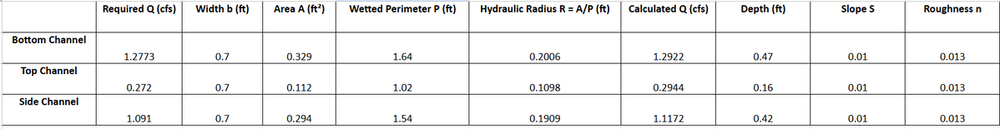 Required Q (cfs) Width b (ft) Area A (ft²) Wetted Perimeter P (ft) Hydraulic Radius R = A/P (ft) Calculated Q (cfs) Depth (ft) Slope S Roughness n
Bottom Channel
1.2773 0.7 0.329 1.64 0.2006 1.2922 0.47 0.01 0.013
Top Channel
0.272 0.7 0.112 1.02 0.1098 0.2944 0.16 0.01 0.013
Side Channel
1.091 0.7 0.294 1.54 0.1909 1.1172 0.42 0.01 0.013